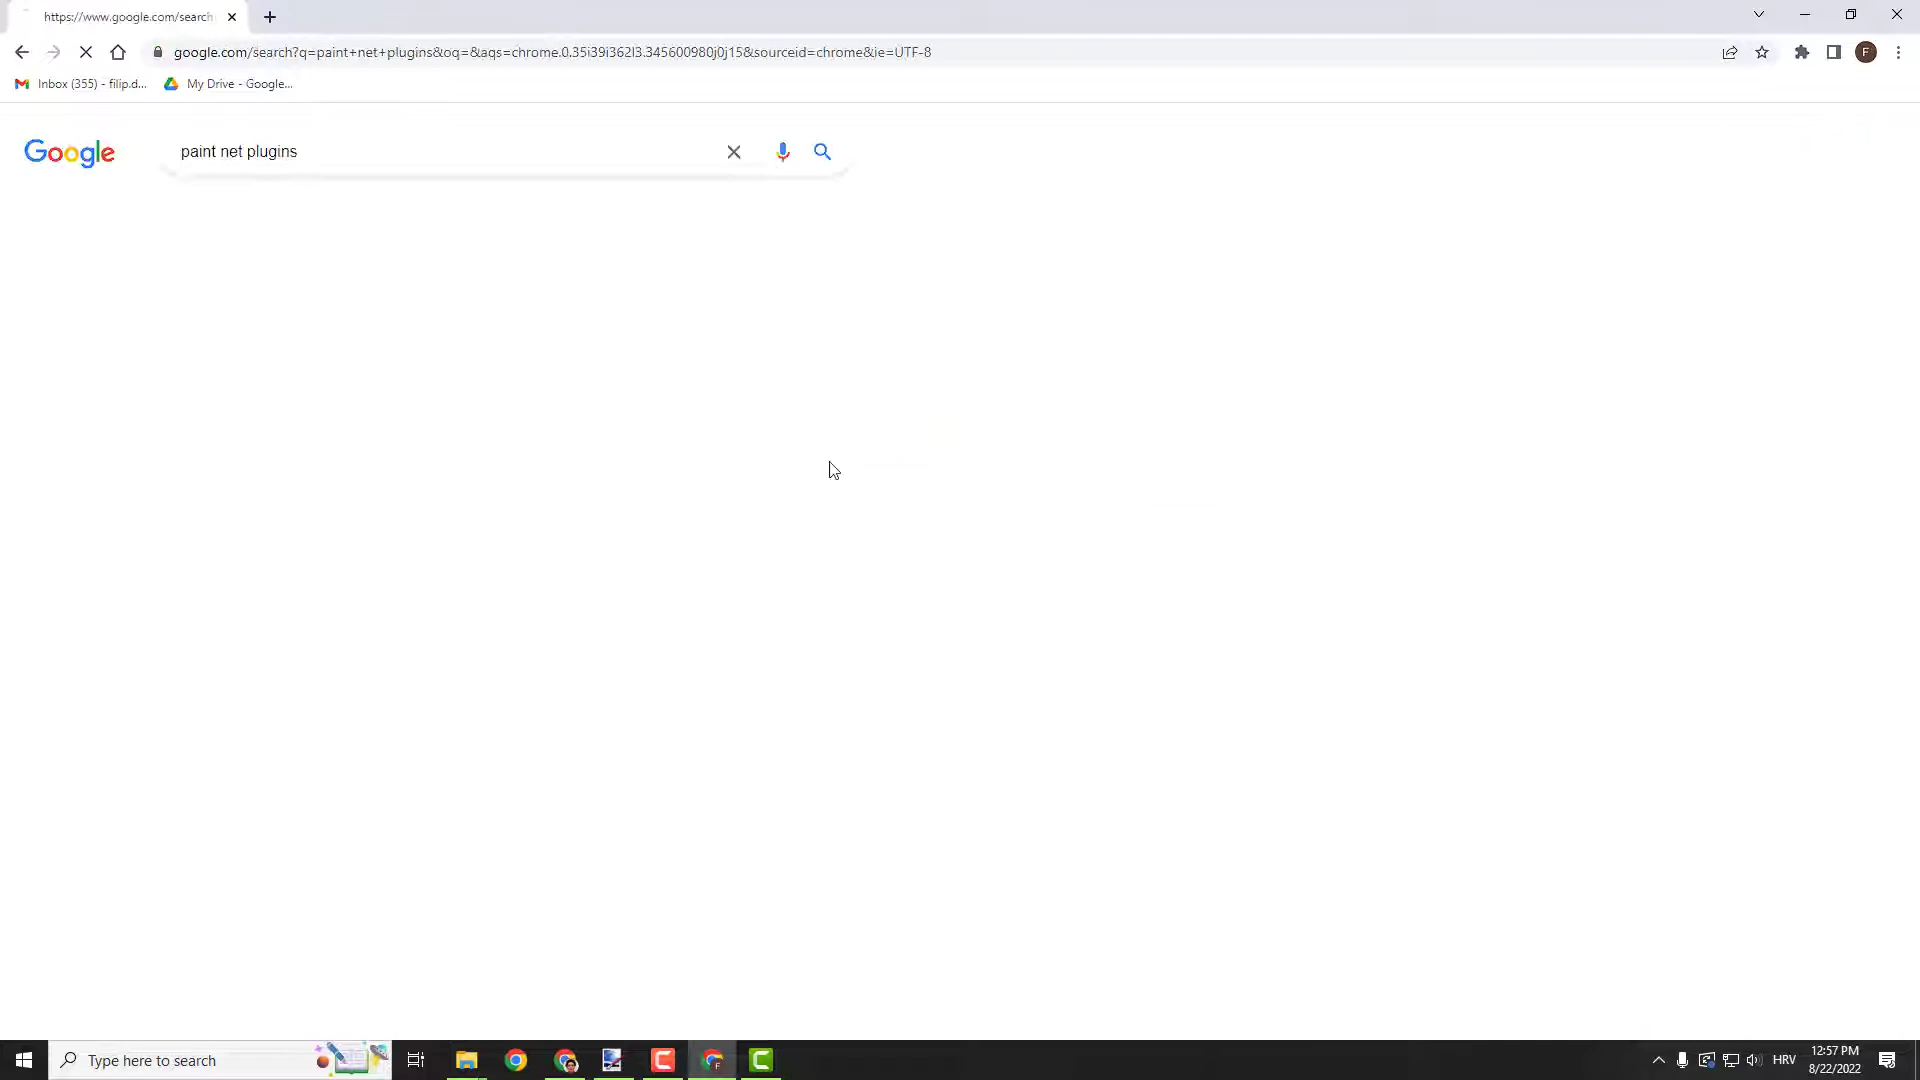 https://www.google.com/search
google.com/search?q=paint+net+plugins&oq=&aqs=chrome.0.35i39i362l3.345600980j0j15&sourceid=chrome&ie=UTF-8
F
Inbox (355) - filip.d...
My Drive - Google...
Google
paint net plugins
Type here to search
F
HRV
12:57 PM
8/22/2022